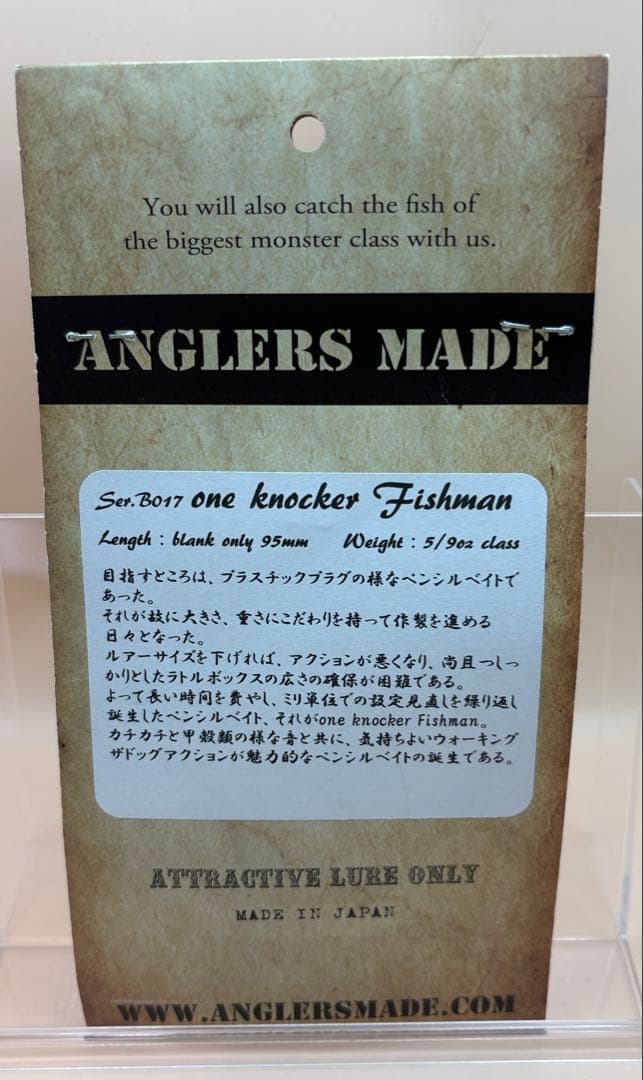 You will also catch the fish of
the biggest monster class with us.
ANGLERS MADE
Ser.B017 one knocker Fishman
Length : blank only 95mm Weight : 5/9oz class
目指すところは、プラスチックプラグの様なペンシルベイトで
あった。
それが故に大きさ、重さにこだわりを持って作製を進める
日々となった。
ルアーサイズを下げれば、アクションが悪くなり、尚且つしっ
かりとしたラトルボックスの広さの確保が困難である。
よって長い時間を費やし、ミリ単位での設定見直しを繰り返し
誕生したペンシルベイト、それがone knocker Fishman。
カチカチと甲殻類の様な音と共に、気持ちよいウォーキング
ザドッグアクションが魅力的なペンシルベイトの誕生である。
ATTRACTIVE LURE ONLY
MADE IN JAPAN
WWW.ANGLERSMADE.COM